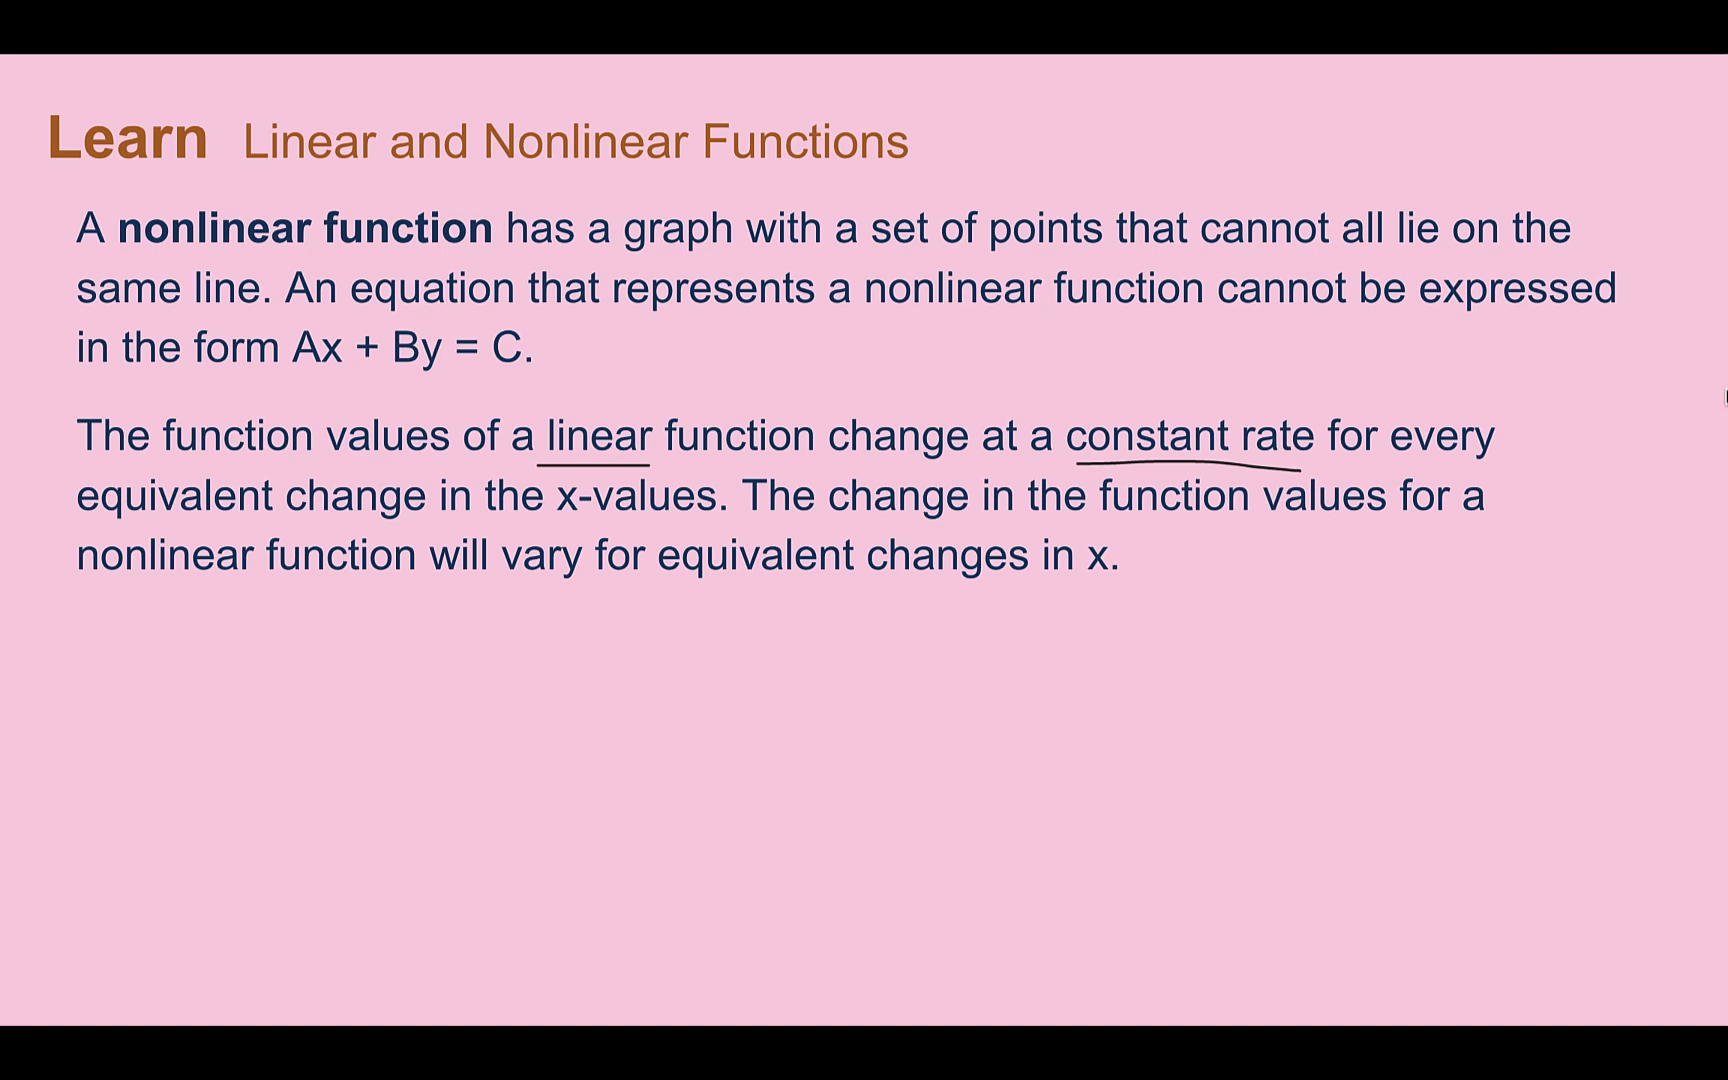 Learn Linear and Nonlinear Functions
A nonlinear function has a graph with a set of points that cannot all lie on the
same line. An equation that represents a nonlinear function cannot be expressed
in the form Ax + By = C.
The function values of a linear function change at a constant rate for every
equivalent change in the x-values. The change in the function values for a
nonlinear function will vary for equivalent changes in x.